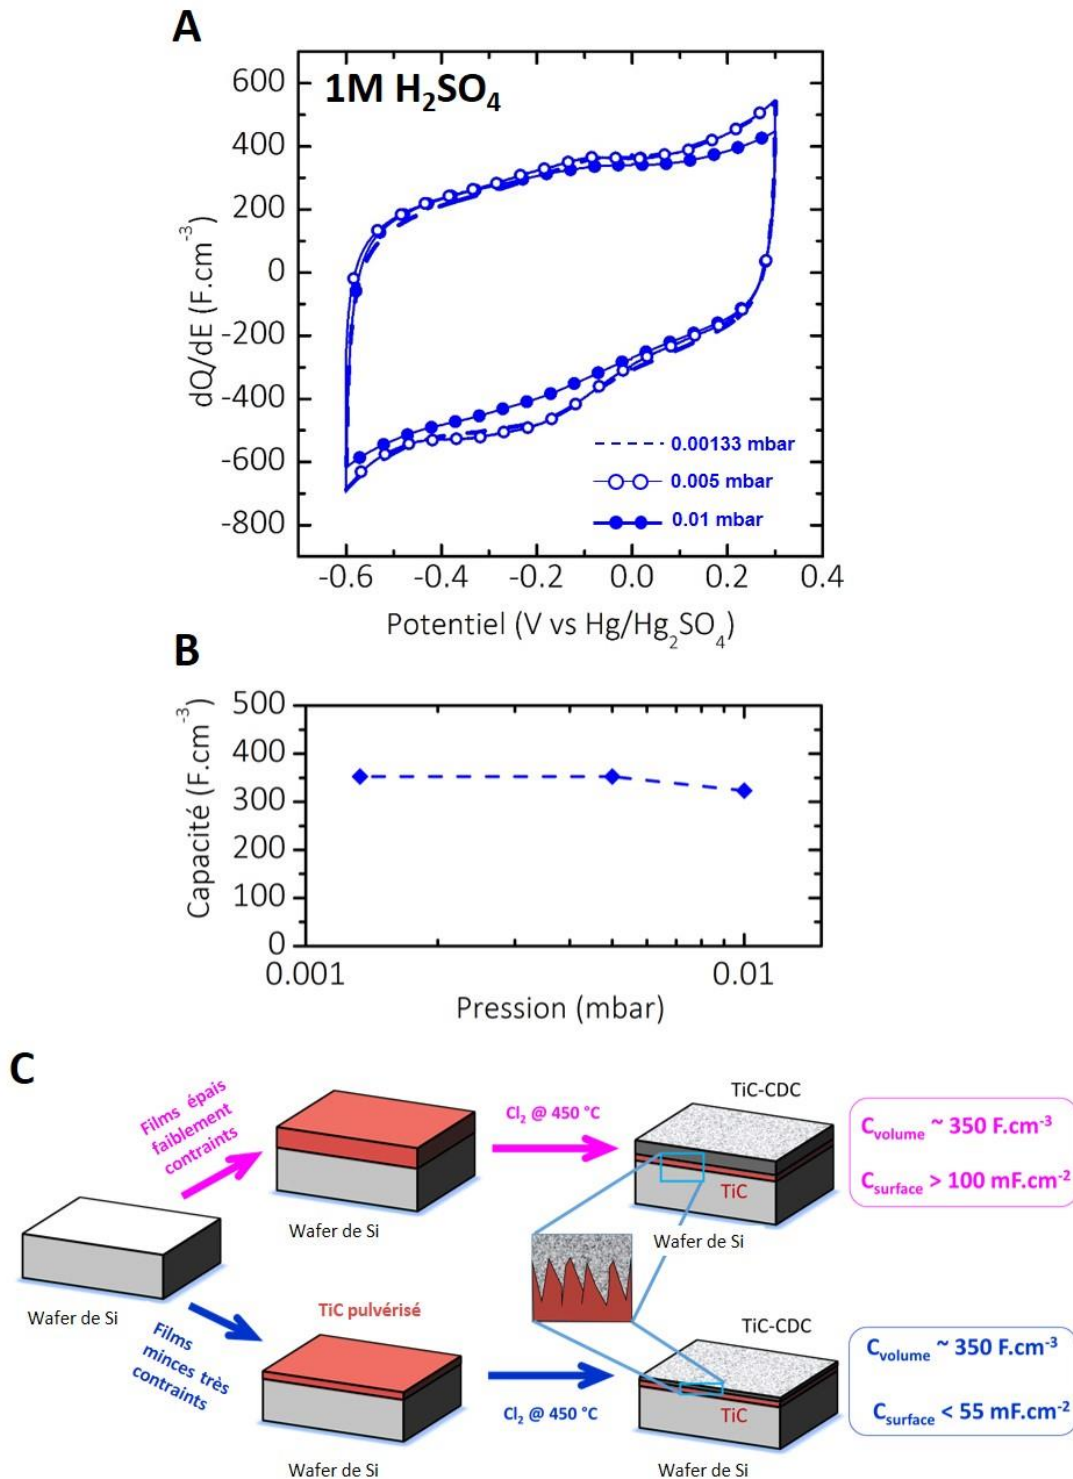 A
1M H₂SO₄
600
400
200
0
-200
-400
-600
-800
dQ/dE (F.cm⁻³)
0.00133 mbar
0.005 mbar
0.01 mbar
-0.6
-0.4
-0.2
0.0
0.2
0.4
Potentiel (V vs Hg/Hg₂SO₄)
B
500
400
300
200
100
0
Capacité (F.cm⁻³)
0.001
0.01
Pression (mbar)
C
Films épais
faiblement
contraints
Wafer de Si
Cl₂ @ 450 °C
TiC-CDC
TiC
Wafer de Si
C_volume ~ 350 F.cm⁻³
C_surface > 100 mF.cm⁻²
Wafer de Si
Films
minces très
contraints
TiC pulvérisé
Wafer de Si
Cl₂ @ 450 °C
TiC-CDC
TiC
Wafer de Si
C_volume ~ 350 F.cm⁻³
C_surface < 55 mF.cm⁻²